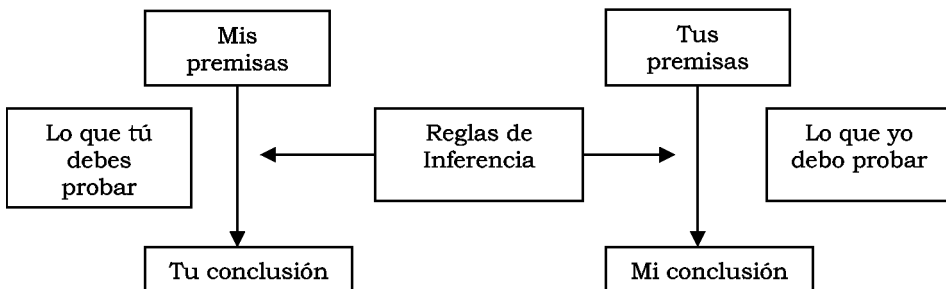 Mis
premisas
Tus
premisas
Lo que tú
debes
probar
Reglas de
Inferencia
Lo que yo
debo probar
Tu conclusión
Mi conclusión